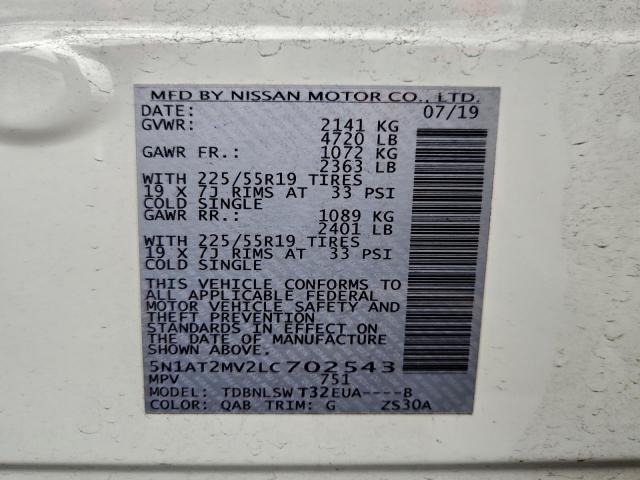 MFD BY NISSAN MOTOR CO., LTD.
DATE: 07/19
GVWR: 2141 KG
4720 LB
GAWR FR.: 1072 KG
2363 LB
WITH 225/55R19 TIRES
19 X 7J RIMS AT 33 PSI
COLD SINGLE
GAWR RR.: 1089 KG
2401 LB
WITH 225/55R19 TIRES
19 X 7J RIMS AT 33 PSI
COLD SINGLE
THIS VEHICLE CONFORMS TO
ALL APPLICABLE FEDERAL
MOTOR VEHICLE SAFETY AND
THEFT PREVENTION
STANDARDS IN EFFECT ON
THE DATE OF MANUFACTURE
SHOWN ABOVE.
5N1AT2MV2LC702543
MPV 751
MODEL: TDBNLSW T32EUA----B
COLOR: QAB TRIM: G ZS30A